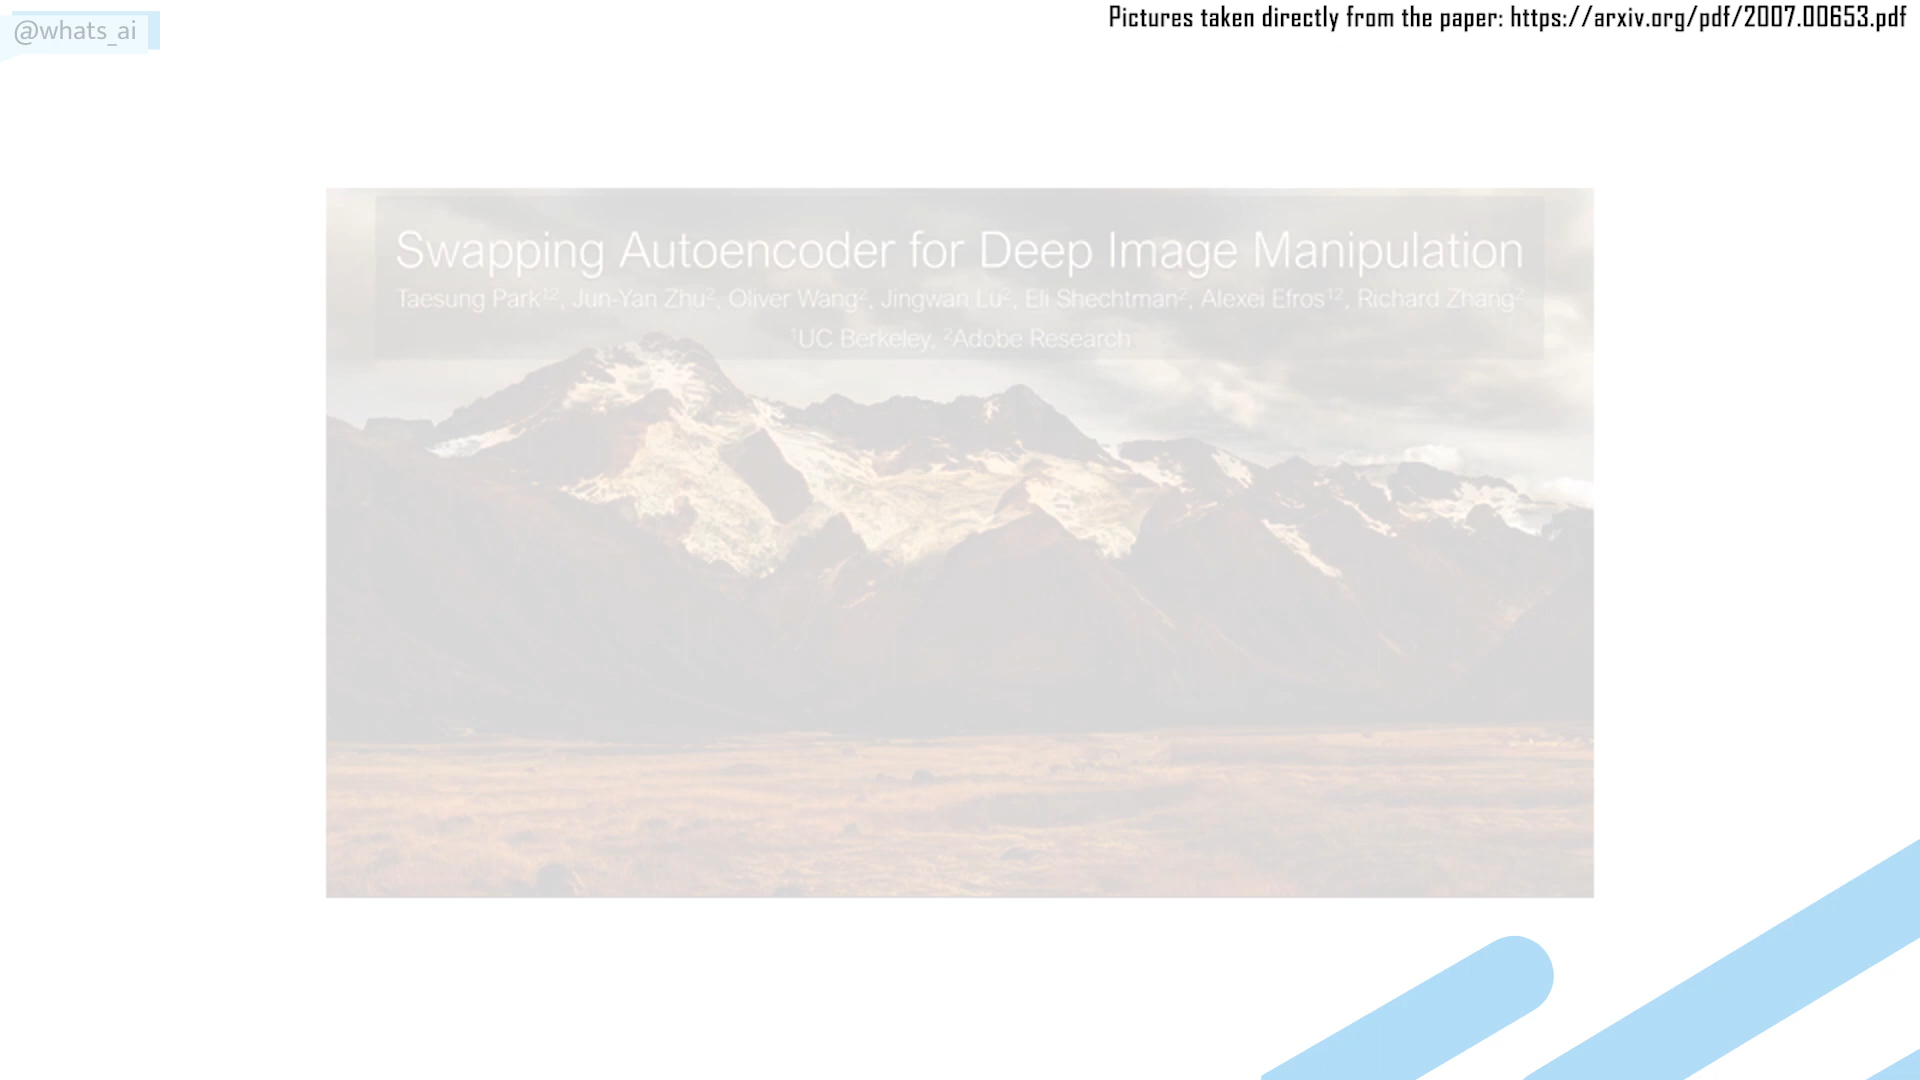 @whats_ai
Pictures taken directly from the paper: https://arxiv.org/pdf/2007.00653.pdf
Swapping Autoencoder for Deep Image Manipulation
Taesung Park¹², Jun-Yan Zhu², Oliver Wang², Jingwan Lu², Eli Shechtman², Alexei Efros¹², Richard Zhang²
¹UC Berkeley, ²Adobe Research